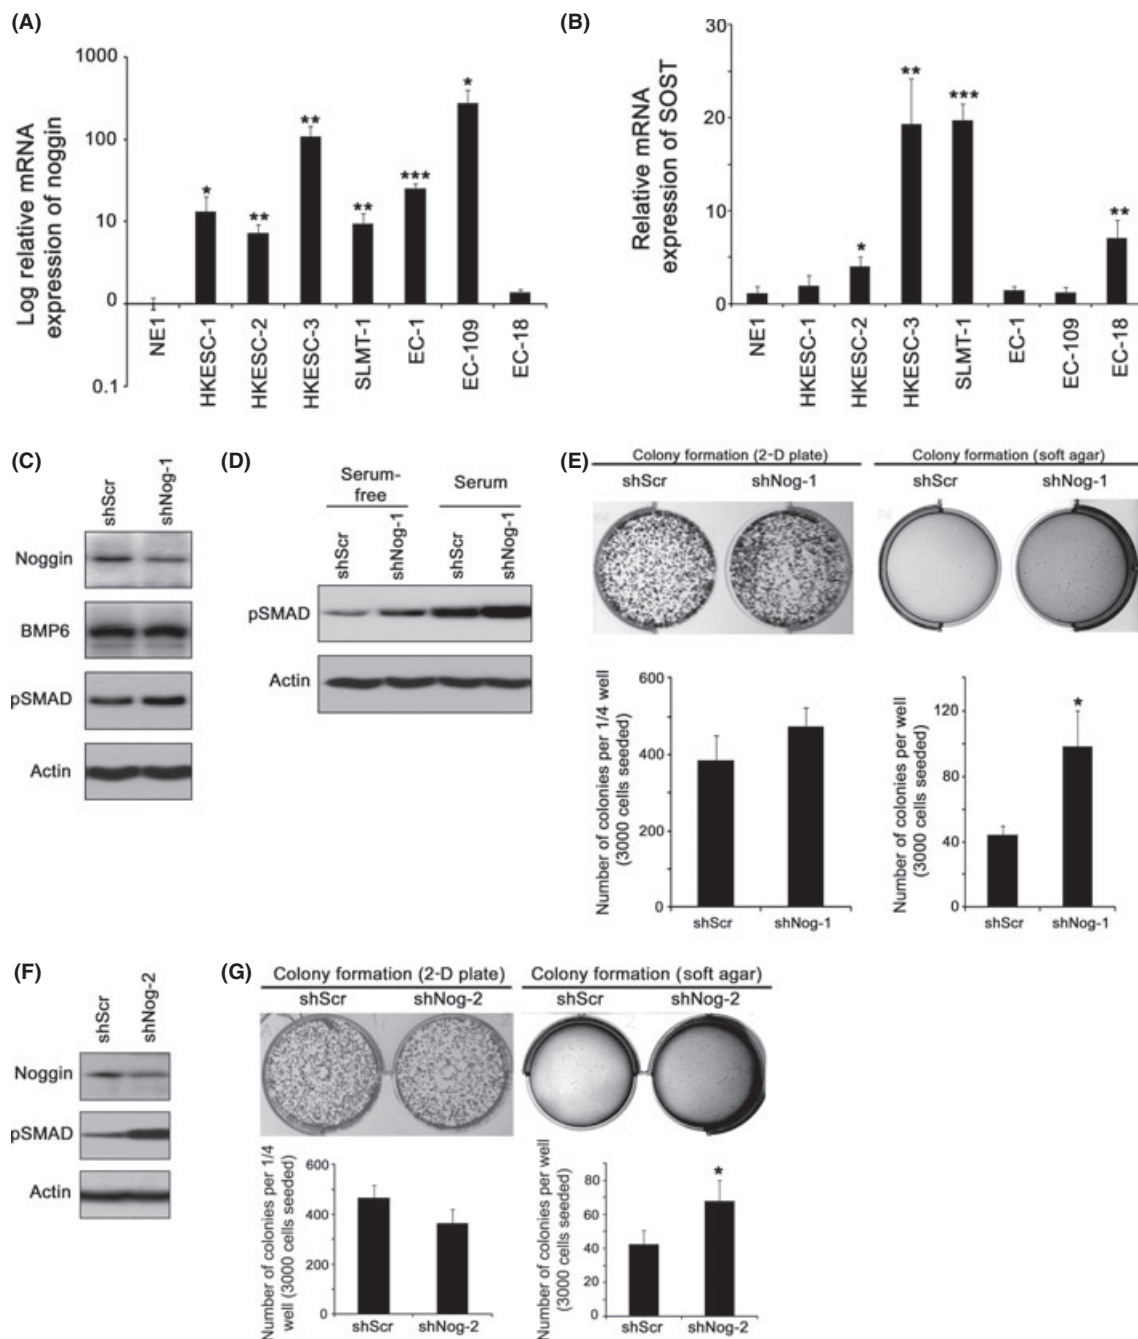 (A)
Log relative mRNA
expression of noggin
1000
100
10
0
0.1
* ** *** ** *** *
NE1
HKESC-1
HKESC-2
HKESC-3
SLMT-1
EC-1
EC-109
EC-18
(B)
Relative mRNA
expression of SOST
30
20
10
0
* ** *** **
NE1
HKESC-1
HKESC-2
HKESC-3
SLMT-1
EC-1
EC-109
EC-18
(C)
shScr
shNog-1
Noggin
BMP6
pSMAD
Actin
(D)
Serum-
free
Serum
shScr
shNog-1
shScr
shNog-1
pSMAD
Actin
(E)
Colony formation (2-D plate)
shScr shNog-1
Number of colonies per 1/4 well
(3000 cells seeded)
600
400
200
0
shScr shNog-1
Colony formation (soft agar)
shScr shNog-1
Number of colonies per well
(3000 cells seeded)
120
80
40
0
*
shScr shNog-1
(F)
shScr
shNog-2
Noggin
pSMAD
Actin
(G)
Colony formation (2-D plate)
shScr shNog-2
Number of colonies per 1/4
well (3000 cells seeded)
600
400
200
0
shScr shNog-2
Colony formation (soft agar)
shScr shNog-2
Number of colonies per well
(3000 cells seeded)
80
60
40
20
0
*
shScr shNog-2